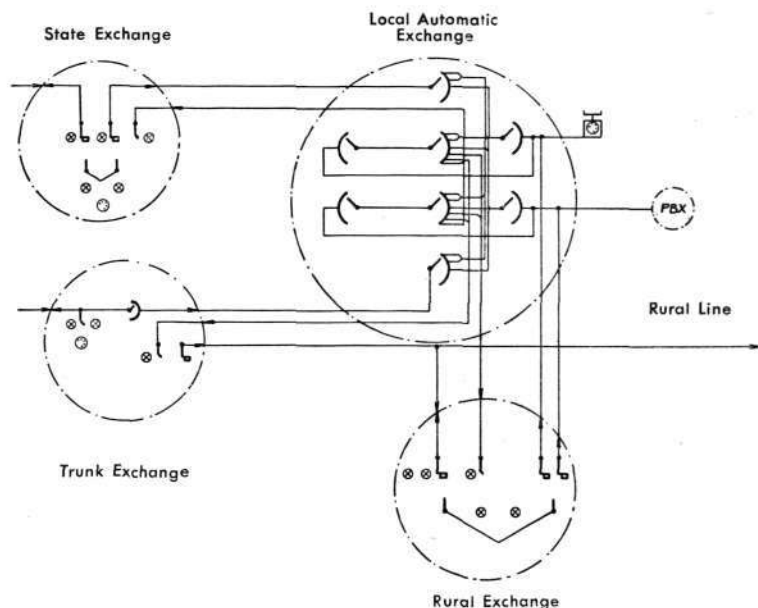 State Exchange
Local Automatic
Exchange
PBX
Rural Line
Trunk Exchange
Rural Exchange